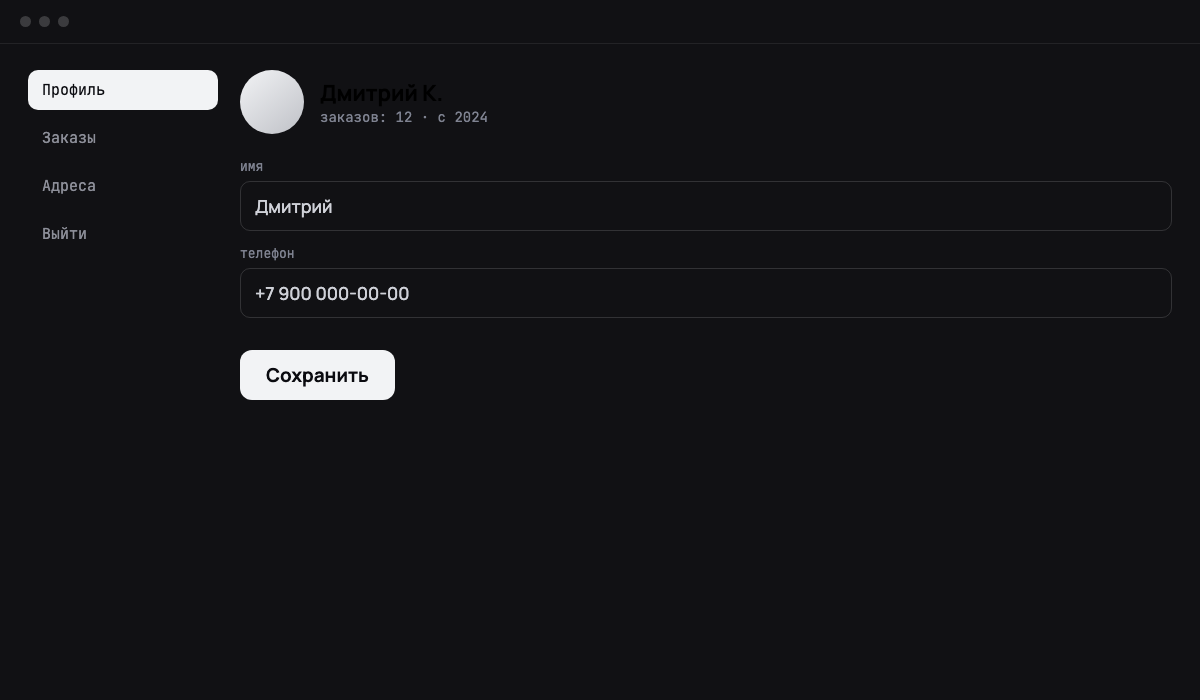 Профиль
Заказы
Адреса
Выйти
Дмитрий К.
заказов: 12 · с 2024
имя
Дмитрий
телефон
+7 900 000-00-00
Сохранить